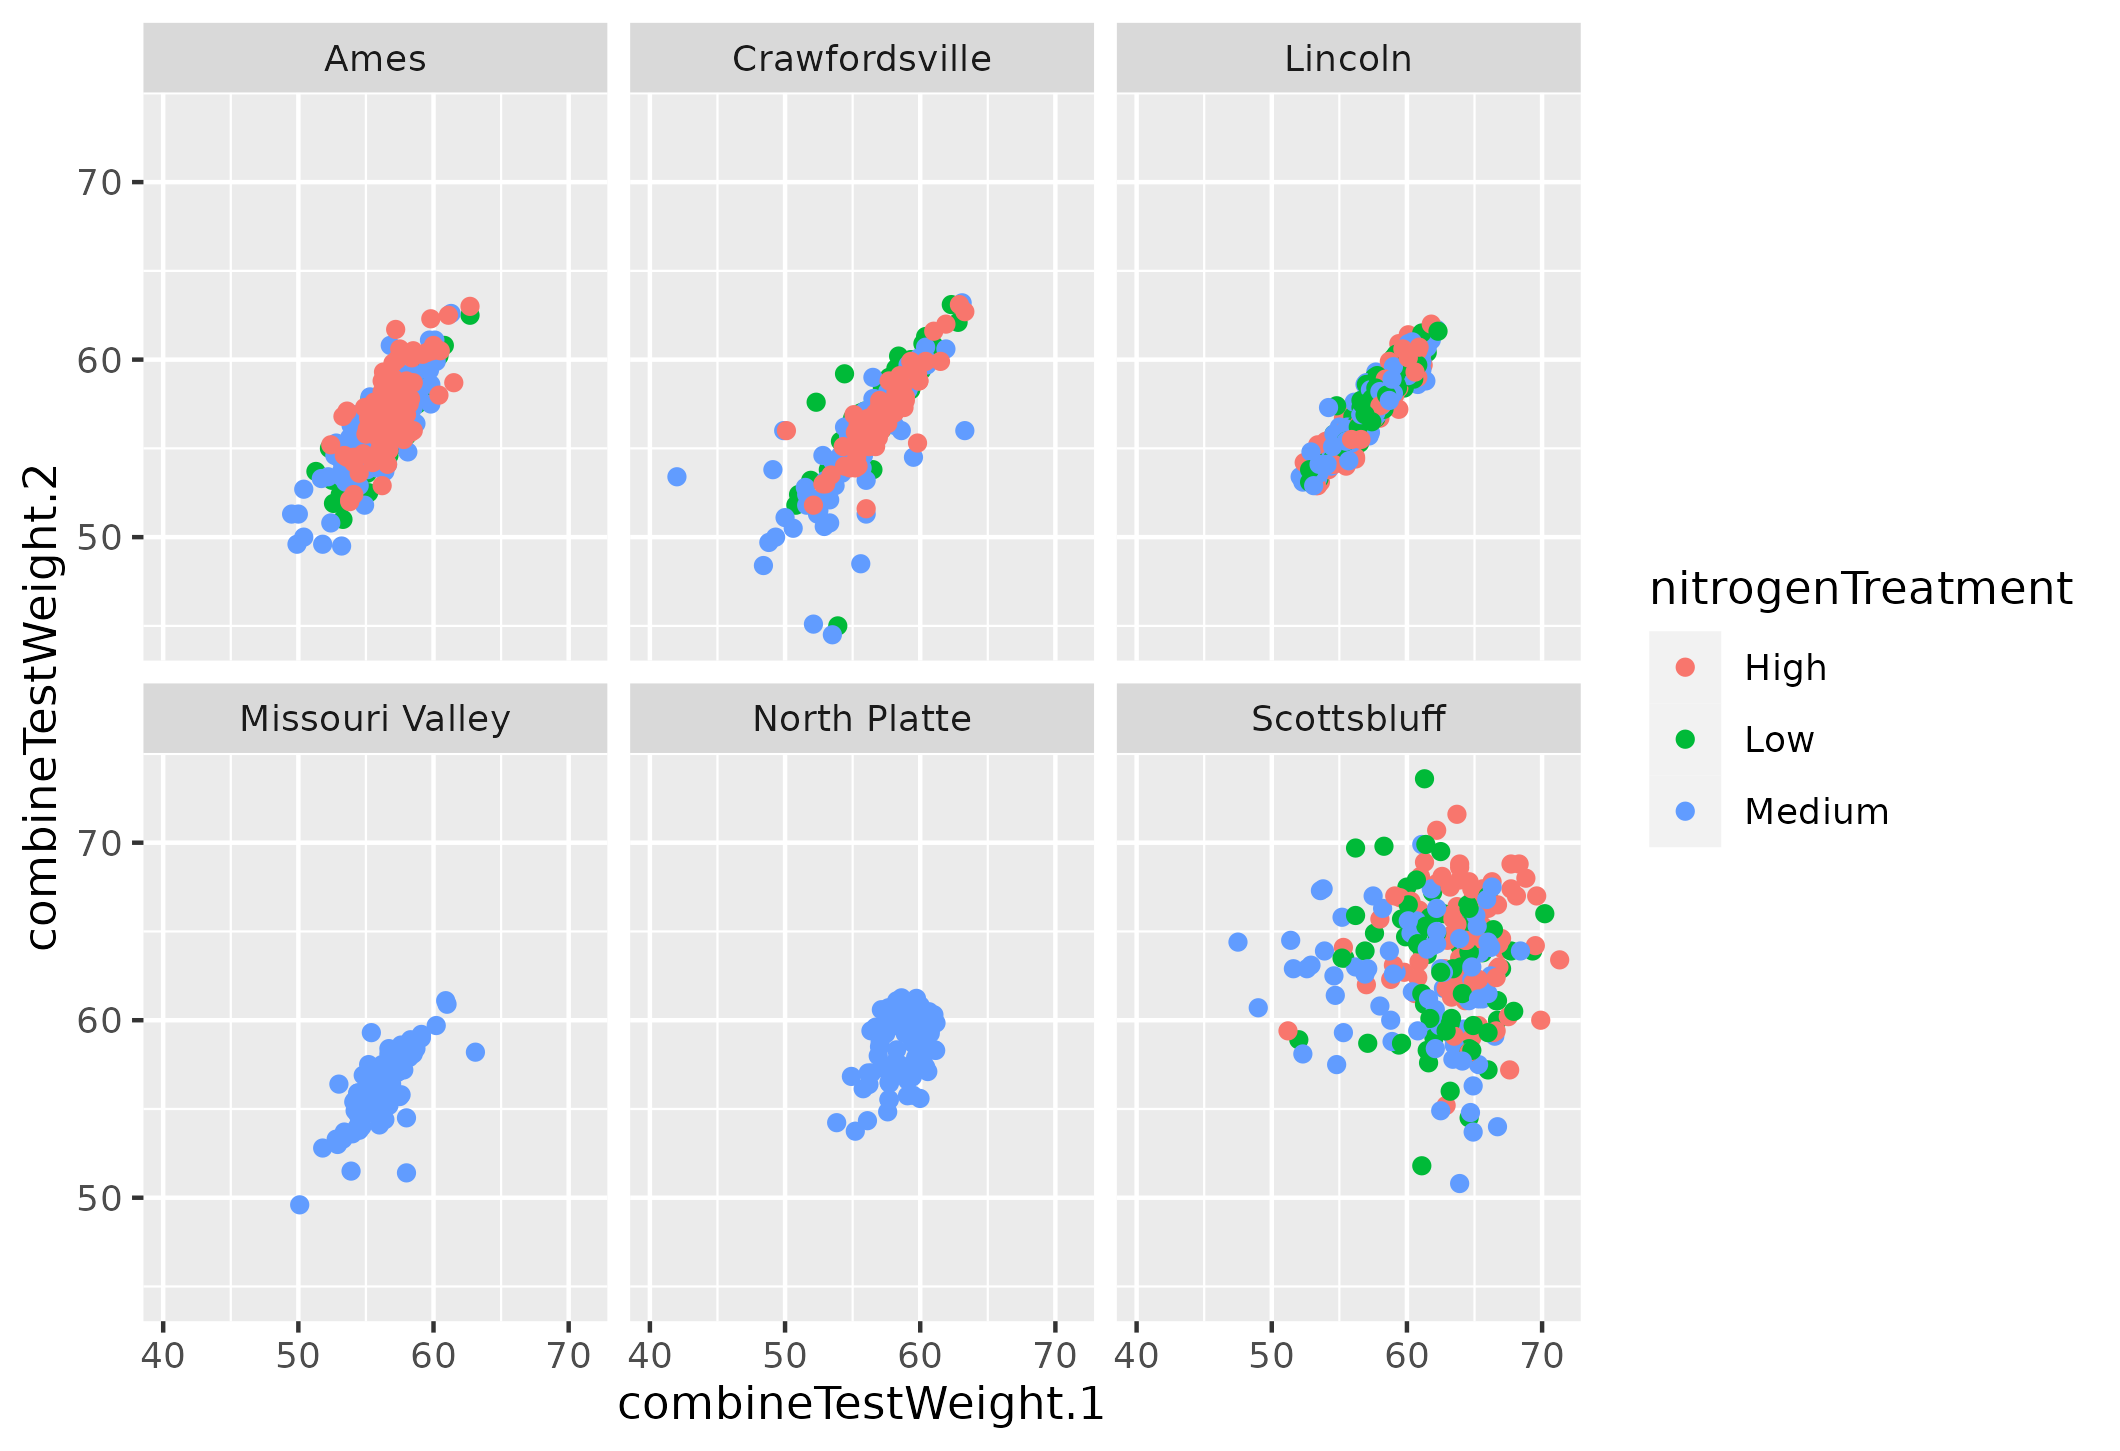 Ames
Crawfordsville
Lincoln
70
60
50
Missouri Valley
North Platte
Scottsbluff
70
60
50
40 50 60 70 40 50 60 70 40 50 60 70
combineTestWeight.1
combineTestWeight.2
nitrogenTreatment
High
Low
Medium